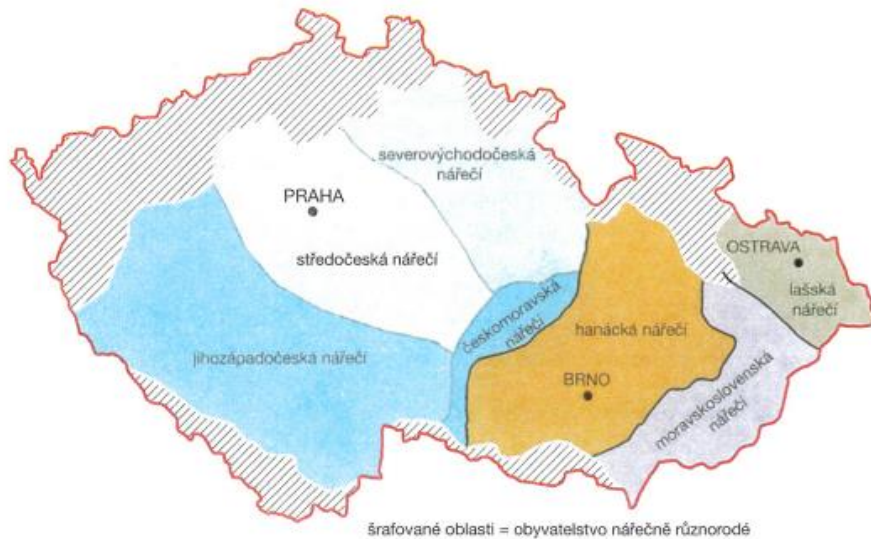 severovýchodočeská
nářečí
PRAHA
středočeská nářečí
OSTRAVA
lašská
nářečí
českomoravská
nářečí
hanácká nářečí
jihozápadočeská nářečí
BRNO
moravskoslovenská
nářečí
šrafované oblasti = obyvatelstvo nářečně různorodé